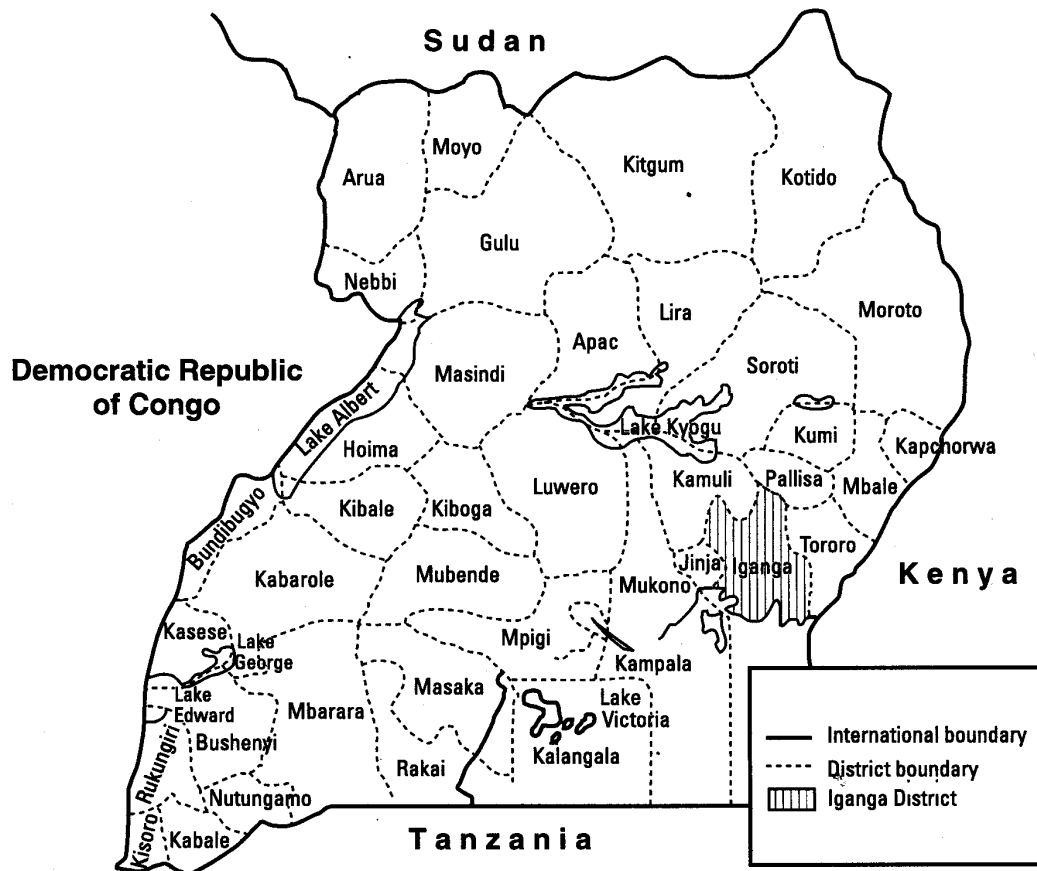 Sudan
Moyo
Arua
Kitgum
Kotido
Gulu
Nebbi
Moroto
Lira
Apac
Democratic Republic
of Congo
Masindi
Soroti
Lake Albert
Lake Kyogu
Kumi
Kapchorwa
Hoima
Kamuli
Pallisa
Mbale
Luwero
Kibale
Kiboga
Bundibugyo
Tororo
Jinja
Iganga
Kenya
Kabarole
Mubende
Mukono
Kasese
Lake
George
Mpigi
Kampala
Masaka
Lake
Victoria
Lake
Edward
Mbarara
Bushenyi
Kalangala
Rukungiri
Rakai
Nutungamo
Kisoro
Kabale
Tanzania
International boundary
District boundary
Iganga District